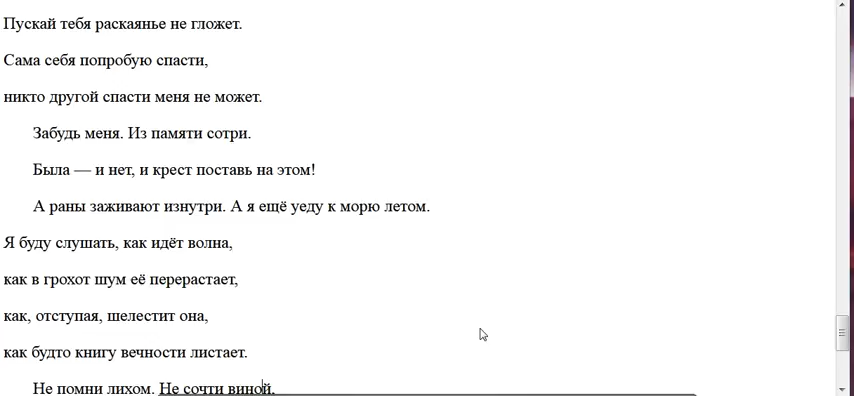 Пускай тебя раскаянье не гложет.
Сама себя попробую спасти,
никто другой спасти меня не может.
Забудь меня. Из памяти сотри.
Была — и нет, и крест поставь на этом!
А раны заживают изнутри. А я ещё уеду к морю летом.
Я буду слушать, как идёт волна,
как в грохот шум её перерастает,
как, отступая, шелестит она,
как будто книгу вечности листает.
Не помни лихом. Не сочти виной,